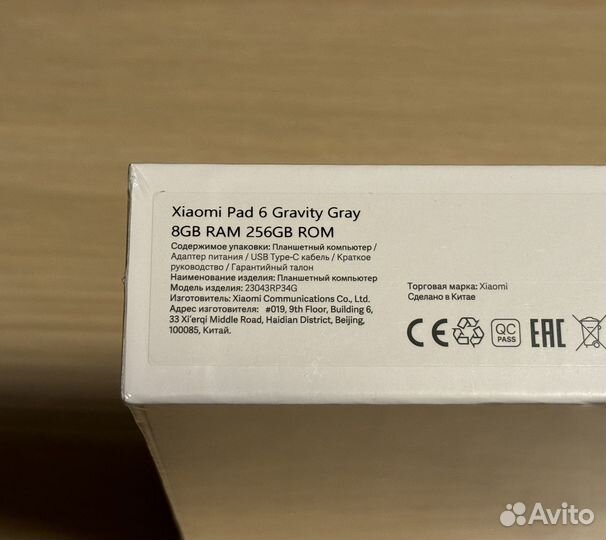 Xiaomi Pad 6 Gravity Gray
8GB RAM 256GB ROM
Содержимое упаковки: Планшетный компьютер /
Адаптер питания / USB Type-C кабель / Краткое
руководство / Гарантийный талон
Наименование изделия: Планшетный компьютер
Модель изделия: 23043RP34G
Изготовитель: Xiaomi Communications Co., Ltd.
Адрес изготовителя: #019, 9th Floor, Building 6,
33 Xi'erqi Middle Road, Haidian District, Beijing,
100085, Китай.
Торговая марка: Xiaomi
Сделано в Китае
CE QC PASS EAC
Avito